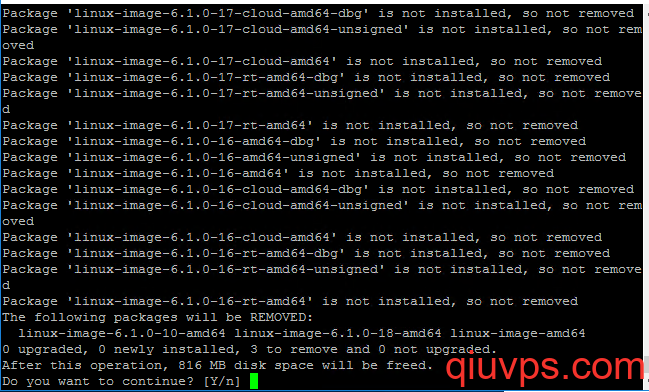 Package 'linux-image-6.1.0-17-cloud-amd64-dbg' is not installed, so not removed
Package 'linux-image-6.1.0-17-cloud-amd64-unsigned' is not installed, so not rem
oved
Package 'linux-image-6.1.0-17-cloud-amd64' is not installed, so not removed
Package 'linux-image-6.1.0-17-rt-amd64-dbg' is not installed, so not removed
Package 'linux-image-6.1.0-17-rt-amd64-unsigned' is not installed, so not remove
d
Package 'linux-image-6.1.0-17-rt-amd64' is not installed, so not removed
Package 'linux-image-6.1.0-16-amd64-dbg' is not installed, so not removed
Package 'linux-image-6.1.0-16-amd64-unsigned' is not installed, so not removed
Package 'linux-image-6.1.0-16-amd64' is not installed, so not removed
Package 'linux-image-6.1.0-16-cloud-amd64-dbg' is not installed, so not removed
Package 'linux-image-6.1.0-16-cloud-amd64-unsigned' is not installed, so not rem
oved
Package 'linux-image-6.1.0-16-cloud-amd64' is not installed, so not removed
Package 'linux-image-6.1.0-16-rt-amd64-dbg' is not installed, so not removed
Package 'linux-image-6.1.0-16-rt-amd64-unsigned' is not installed, so not remove
d
Package 'linux-image-6.1.0-16-rt-amd64' is not installed, so not removed
The following packages will be REMOVED:
  linux-image-6.1.0-10-amd64 linux-image-6.1.0-18-amd64 linux-image-amd64
0 upgraded, 0 newly installed, 3 to remove and 0 not upgraded.
After this operation, 816 MB disk space will be freed.
Do you want to continue? [Y/n]
qiuvps.com